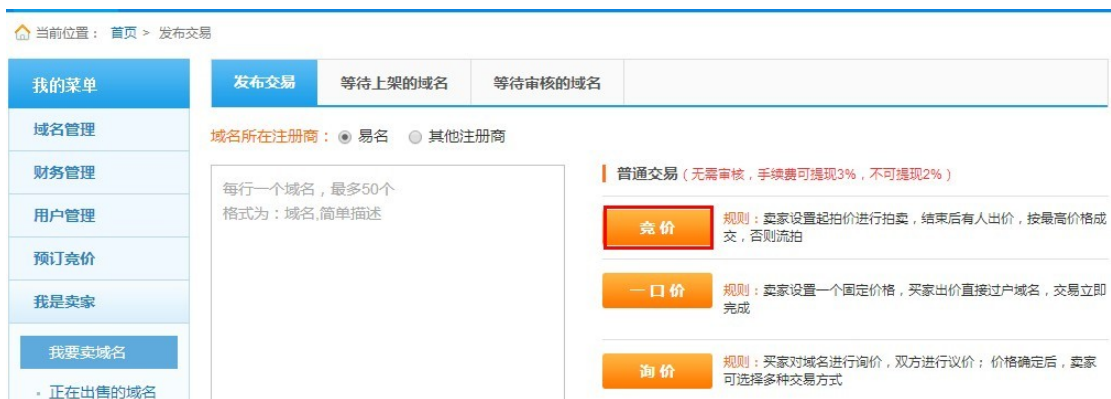 当前位置： 首页 > 发布交易
我的菜单
域名管理
财务管理
用户管理
预订竞价
我是卖家
我要卖域名
· 正在出售的域名
发布交易 等待上架的域名 等待审核的域名
域名所在注册商： 易名 其他注册商
每行一个域名，最多50个
格式为：域名,简单描述
普通交易（无需审核，手续费可提现3%，不可提现2%）
竞价
规则：卖家设置起拍价进行拍卖，结束后有人出价，按最高价格成
交，否则流拍
一口价
规则：卖家设置一个固定价格，买家出价直接过户域名，交易立即
完成
询价
规则：买家对域名进行询价，双方进行议价； 价格确定后，卖家
可选择多种交易方式